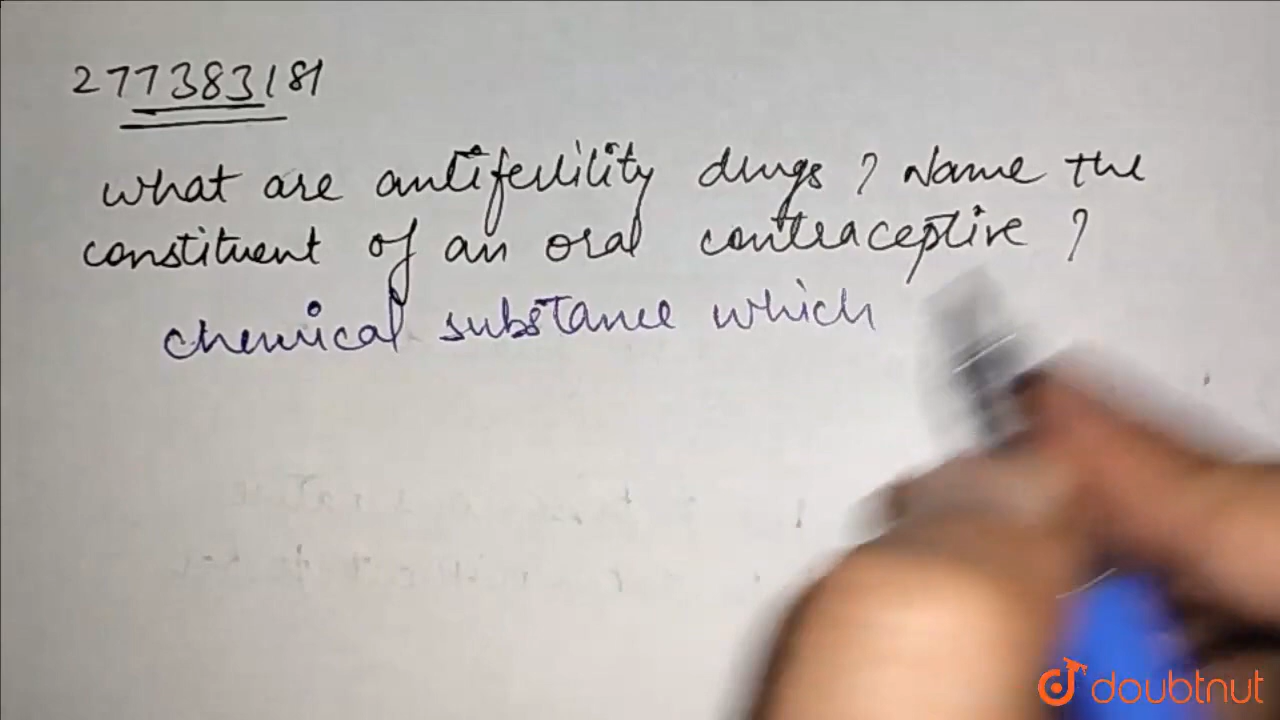 277383181
What are antifertility drugs ? Name the
constituent of an oral contraceptive ?
chemical substance which
doubtnut